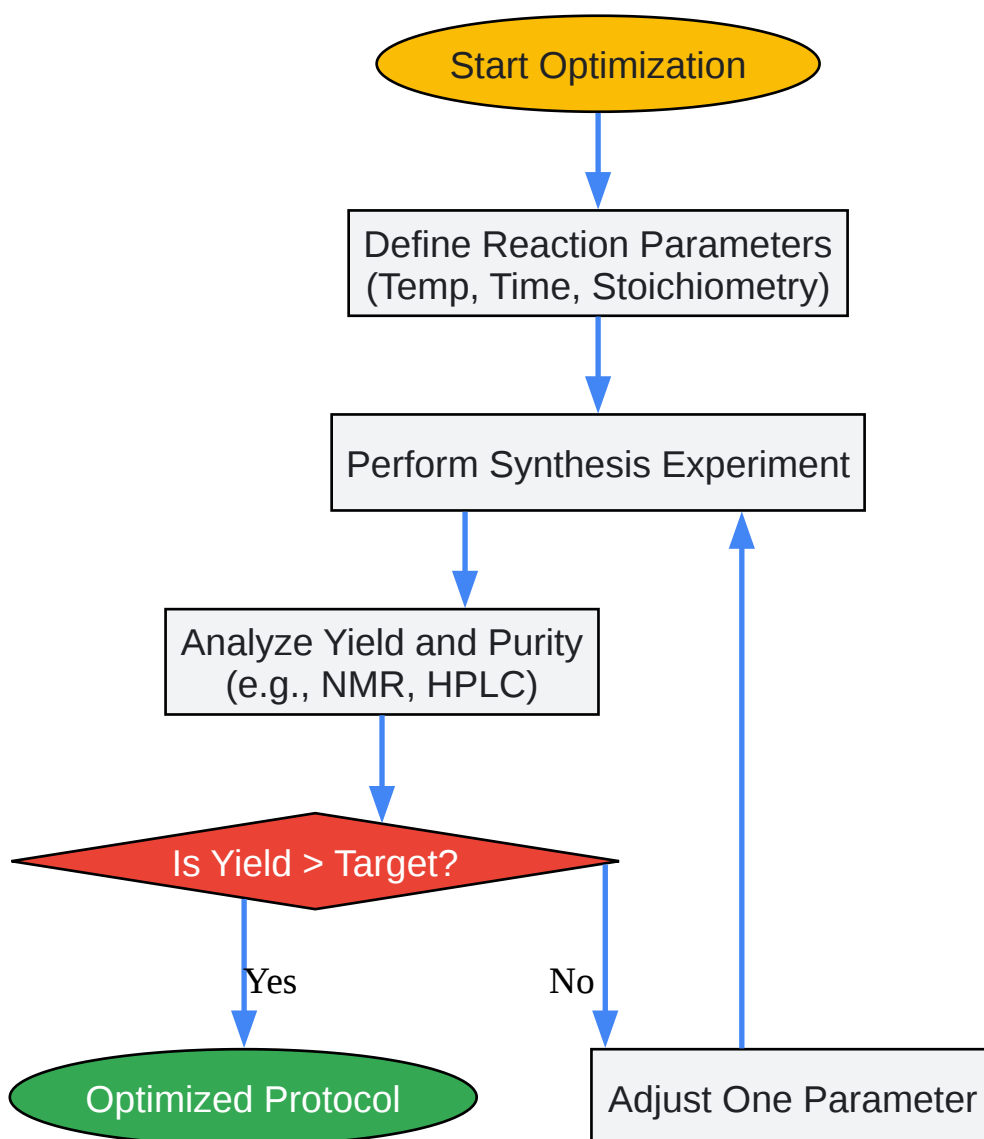 Start Optimization
Define Reaction Parameters
(Temp, Time, Stoichiometry)
Perform Synthesis Experiment
Analyze Yield and Purity
(e.g., NMR, HPLC)
Is Yield > Target?
Yes
No
Optimized Protocol
Adjust One Parameter